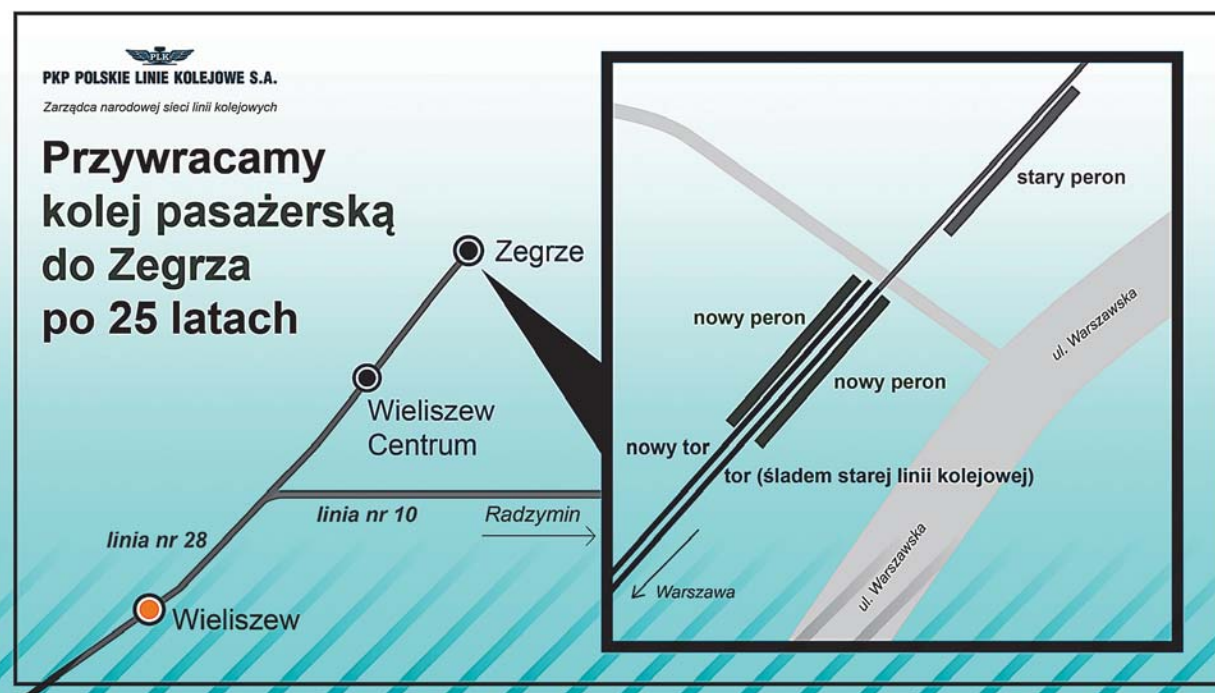 PLK
PKP POLSKIE LINIE KOLEJOWE S.A.
Zarządca narodowej sieci linii kolejowych
Przywracamy
kolej pasażerską
do Zegrza
po 25 latach
Zegrze
Wieliszew
Centrum
linia nr 10
Radzymin
linia nr 28
Wieliszew
stary peron
nowy peron
ul. Warszawska
nowy peron
nowy tor
tor (śladem starej linii kolejowej)
Warszawa
ul. Warszawska